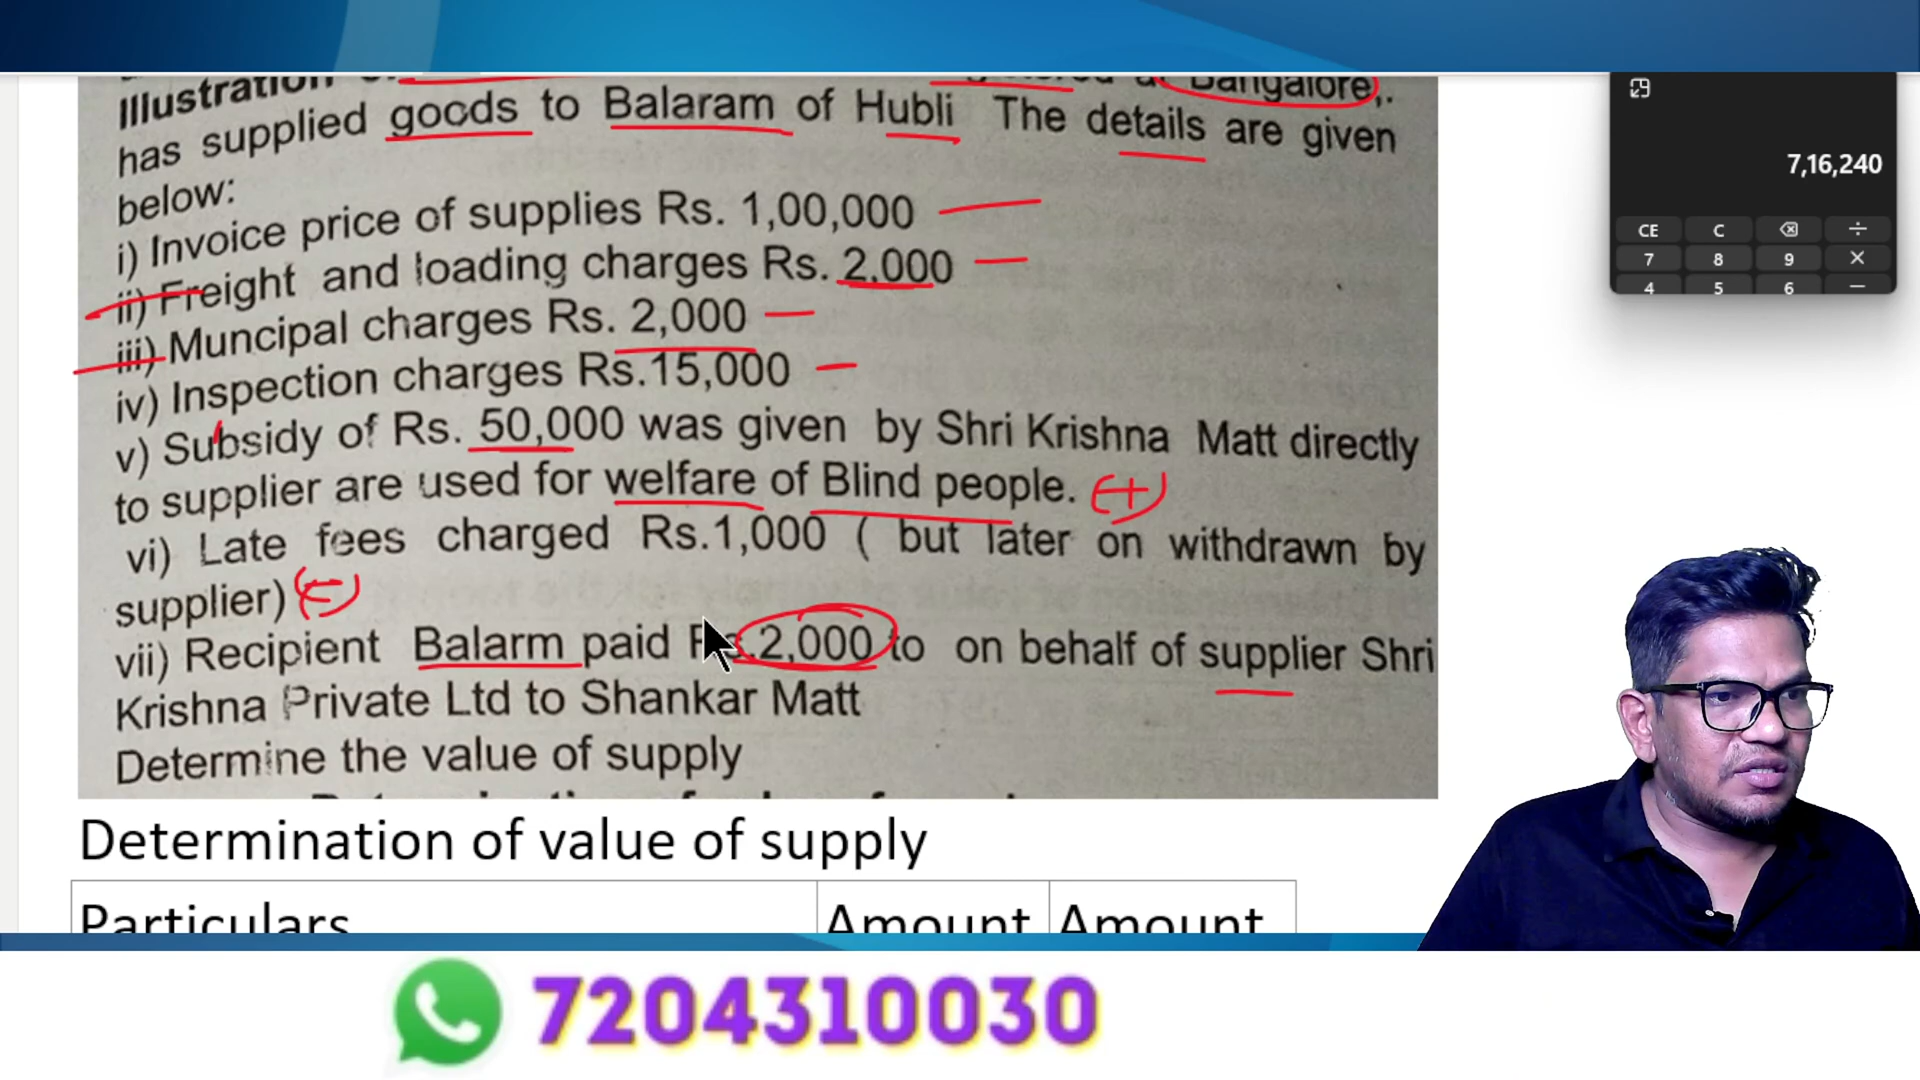 Illustration
Bangalore,.
has supplied goods to Balaram of Hubli The details are given
below:
i) Invoice price of supplies Rs. 1,00,000
ii) Freight and loading charges Rs. 2,000
iii) Muncipal charges Rs. 2,000
iv) Inspection charges Rs.15,000
v) Subsidy of Rs. 50,000 was given by Shri Krishna Matt directly
to supplier are used for welfare of Blind people. (+)
vi) Late fees charged Rs.1,000 ( but later on withdrawn by
supplier) (-)
vii) Recipient Balarm paid Rs.2,000 to on behalf of supplier Shri
Krishna Private Ltd to Shankar Matt
Determine the value of supply
Determination of value of supply
Particulars Amount Amount
7,16,240
CE C ÷
7 8 9 ×
4 5 6 −
7204310030